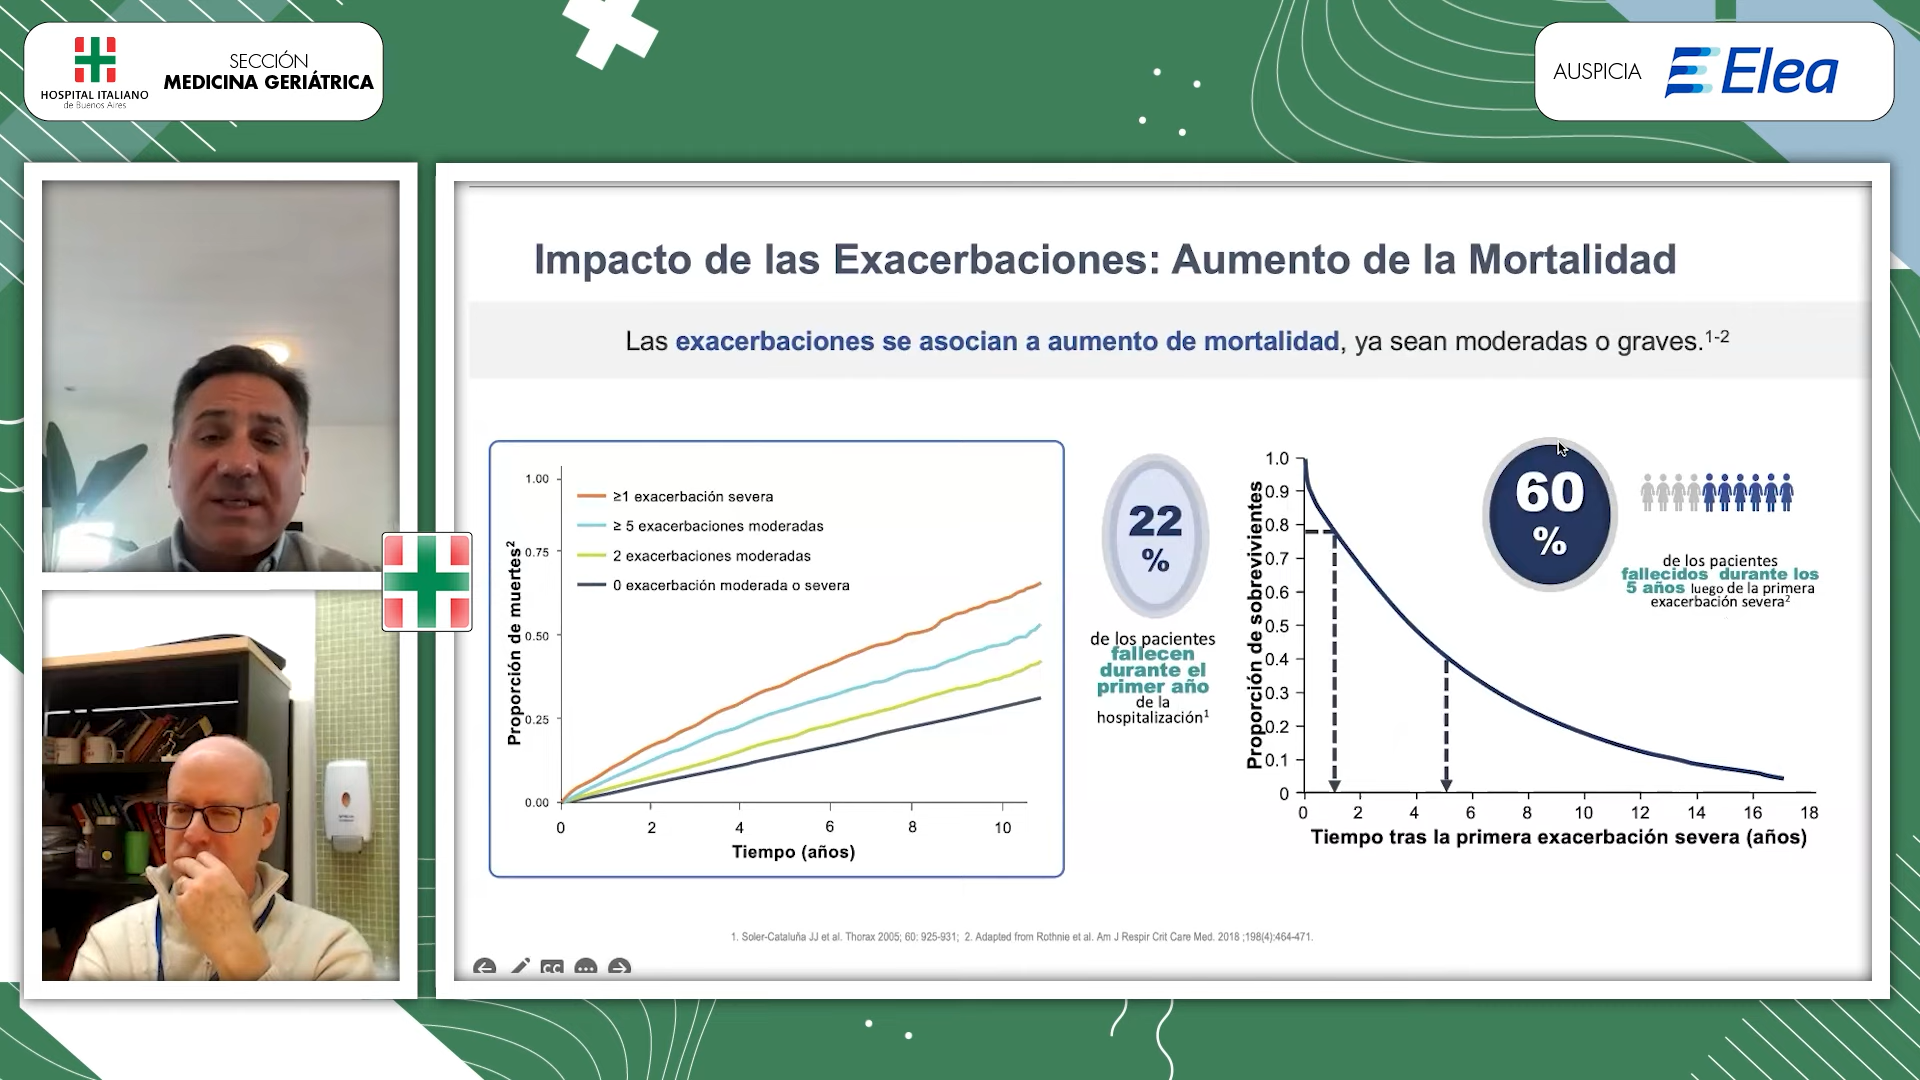 HOSPITAL ITALIANO
de Buenos Aires
SECCIÓN
MEDICINA GERIÁTRICA
AUSPICIA
Elea
Impacto de las Exacerbaciones: Aumento de la Mortalidad
Las exacerbaciones se asocian a aumento de mortalidad, ya sean moderadas o graves.1-2
Proporción de muertes2
1.00
0.75
0.50
0.25
0.00
≥1 exacerbación severa
≥ 5 exacerbaciones moderadas
2 exacerbaciones moderadas
0 exacerbación moderada o severa
0 2 4 6 8 10
Tiempo (años)
22
%
de los pacientes
fallecen
durante el
primer año
de la
hospitalización1
Proporción de sobrevivientes
1.0
0.9
0.8
0.7
0.6
0.5
0.4
0.3
0.2
0.1
0
0 2 4 6 8 10 12 14 16 18
Tiempo tras la primera exacerbación severa (años)
60
%
de los pacientes
fallecidos durante los
5 años luego de la primera
exacerbación severa2
1. Soler-Cataluña JJ et al. Thorax 2005; 60: 925-931; 2. Adapted from Rothnie et al. Am J Respir Crit Care Med. 2018 ;198(4):464-471.
CC